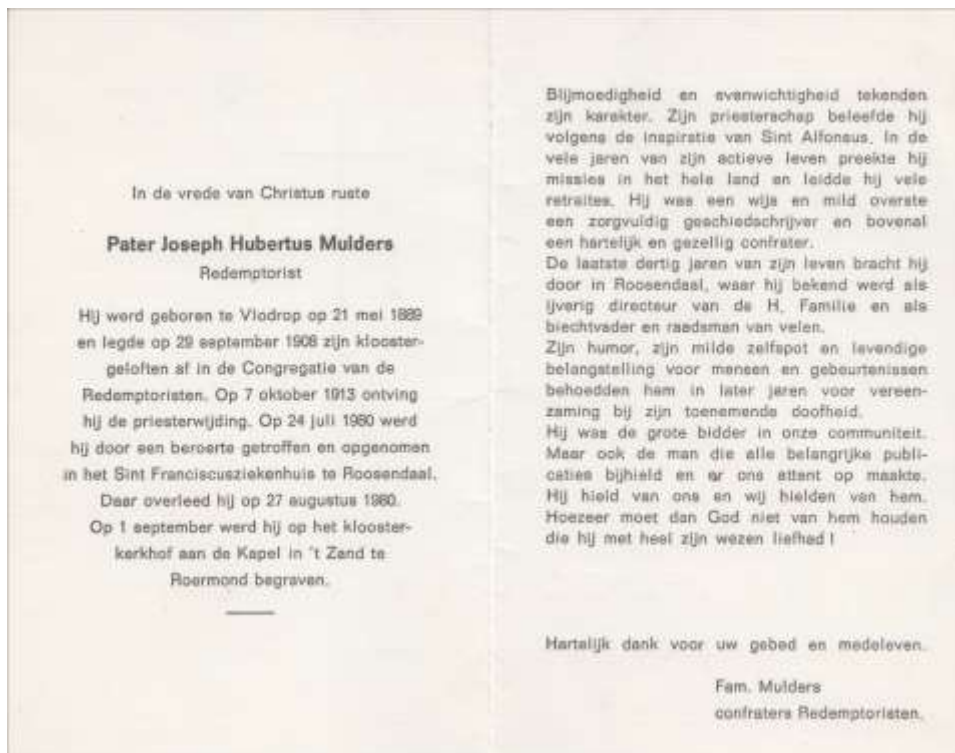 In de vrede van Christus ruste
Pater Joseph Hubertus Mulders
Redemptorist
Hij werd geboren te Vlodrop op 21 mei 1889
en legde op 29 september 1908 zijn klooster-
geloften af in de Congregatie van de
Redemptoristen. Op 7 oktober 1913 ontving
hij de priesterwijding. Op 24 juli 1980 werd
hij door een beroerte getroffen en opgenomen
in het Sint Franciscusziekenhuis te Roosendaal.
Daar overleed hij op 27 augustus 1980.
Op 1 september werd hij op het klooster-
kerkhof aan de Kapel in 't Zand te
Roermond begraven.
Blijmoedigheid en evenwichtigheid tekenden
zijn karakter. Zijn priesterschap beleefde hij
volgens de inspiratie van Sint Alfonsus. In de
vele jaren van zijn actieve leven preekte hij
missies in het hele land en leidde hij vele
retraites. Hij was een wijs en mild overste
een zorgvuldig geschiedschrijver en bovenal
een hartelijk en gezellig confrater.
De laatste dertig jaren van zijn leven bracht hij
door in Roosendaal, waar hij bekend werd als
ijverig directeur van de H. Familie en als
biechtvader en raadsman van velen.
Zijn humor, zijn milde zelfspot en levendige
belangstelling voor mensen en gebeurtenissen
behoedden hem in later jaren voor vereen-
zaming bij zijn toenemende doofheid.
Hij was de grote bidder in onze communiteit.
Maar ook de man die alle belangrijke publi-
caties bijhield en er ons attent op maakte.
Hij hield van ons en wij hielden van hem.
Hoezeer moet dan God niet van hem houden
die hij met heel zijn wezen liefhad !
Hartelijk dank voor uw gebed en medeleven.
Fam. Mulders
confraters Redemptoristen.